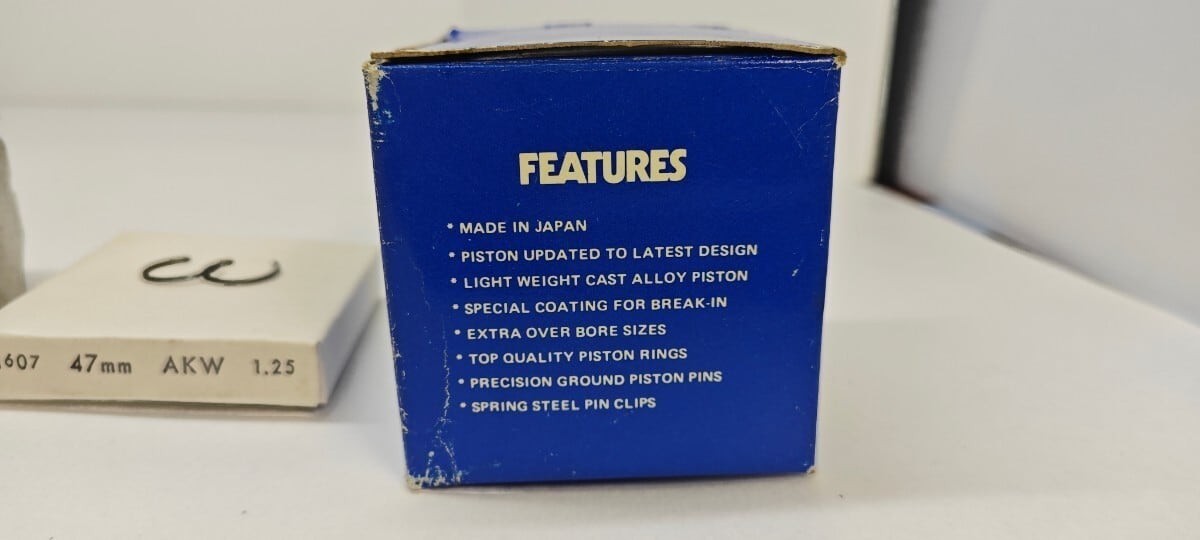 FEATURES
* MADE IN JAPAN
* PISTON UPDATED TO LATEST DESIGN
* LIGHT WEIGHT CAST ALLOY PISTON
* SPECIAL COATING FOR BREAK-IN
* EXTRA OVER BORE SIZES
* TOP QUALITY PISTON RINGS
* PRECISION GROUND PISTON PINS
* SPRING STEEL PIN CLIPS
607 47mm AKW 1.25